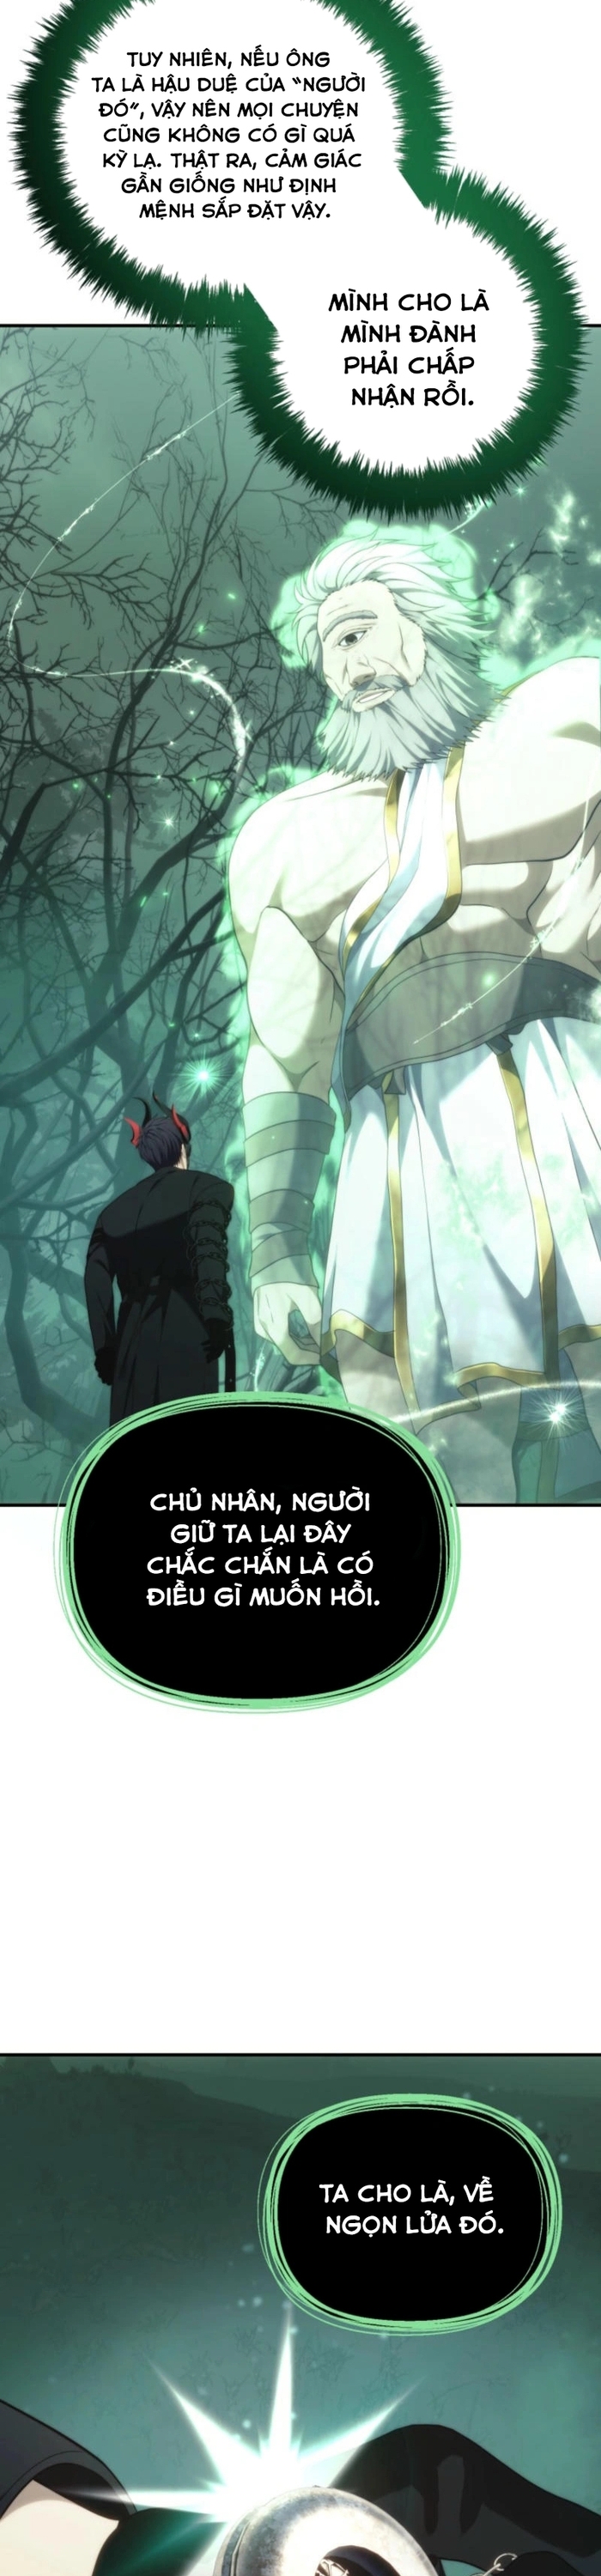 TUY NHIÊN, NẾU ÔNG
TA LÀ HẬU DUỆ CỦA "NGƯỜI
ĐÓ", VẬY NÊN MỌI CHUYỆN
CŨNG KHÔNG CÓ GÌ QUÁ
KỲ LẠ. THẬT RA, CẢM GIÁC
GẦN GIỐNG NHƯ ĐỊNH
MỆNH SẮP ĐẶT VẬY.
MÌNH CHO LÀ
MÌNH ĐÀNH
PHẢI CHẤP
NHẬN RỒI.
CHỦ NHÂN, NGƯỜI
GIỮ TA LẠI ĐÂY
CHẮC CHẮN LÀ CÓ
ĐIỀU GÌ MUỐN HỒI.
TA CHO LÀ, VỀ
NGỌN LỬA ĐÓ.